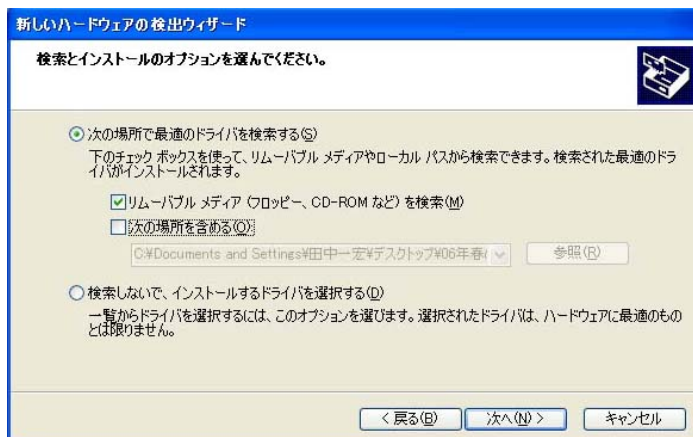 新しいハードウェアの検出ウィザード
検索とインストールのオプションを選んでください。
次の場所で最適のドライバを検索する(S)
下のチェック ボックスを使って、リムーバブル メディアやローカル パスから検索できます。検索された最適のドラ
イバがインストールされます。
リムーバブル メディア (フロッピー、CD-ROM など) を検索(M)
次の場所を含める(O):
C:¥Documents and Settings¥田中一宏¥デスクトップ¥06年春
参照(R)
検索しないで、インストールするドライバを選択する(D)
一覧からドライバを選択するには、このオプションを選びます。選択されたドライバは、ハードウェアに最適のもの
とは限りません。
< 戻る(B)
次へ(N) >
キャンセル